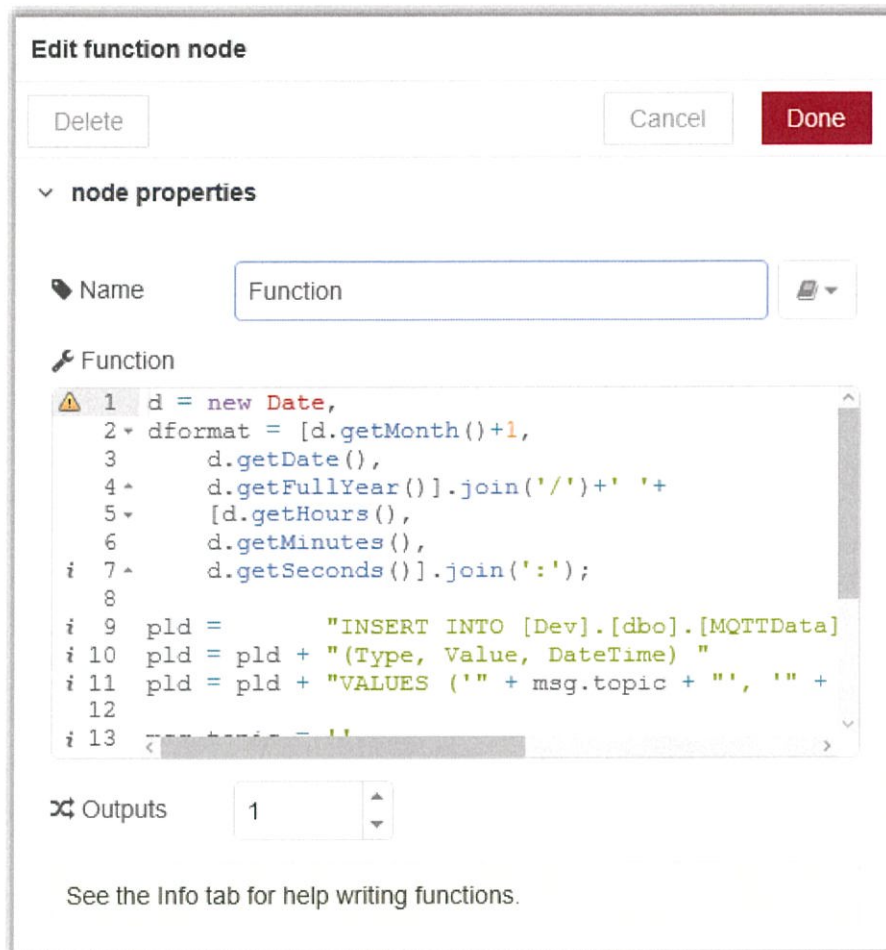 Edit function node
Delete Cancel Done
node properties
Name Function
Function
1 d = new Date,
2 dformat = [d.getMonth()+1,
3 d.getDate(),
4 d.getFullYear()].join('/')+' '+
5 [d.getHours(),
6 d.getMinutes(),
i 7 d.getSeconds()].join(':');
8
i 9 pld = "INSERT INTO [Dev].[dbo].[MQTTData]
i 10 pld = pld + "(Type, Value, DateTime) "
i 11 pld = pld + "VALUES ('" + msg.topic + "', '" +
12
i 13 msg.topic = ''
Outputs 1
See the Info tab for help writing functions.